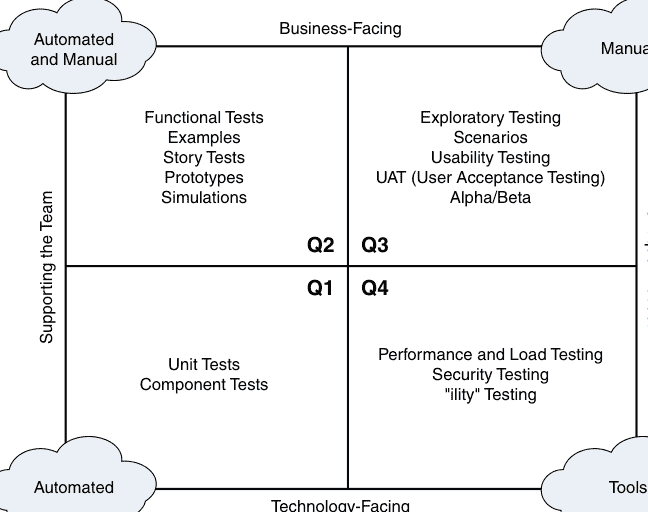 Business-Facing
Automated
and Manual
Manua
Functional Tests
Examples
Story Tests
Prototypes
Simulations
Exploratory Testing
Scenarios
Usability Testing
UAT (User Acceptance Testing)
Alpha/Beta
Supporting the Team
Q2
Q3
Q1
Q4
Unit Tests
Component Tests
Performance and Load Testing
Security Testing
"ility" Testing
Automated
Tools
Technology-Facing